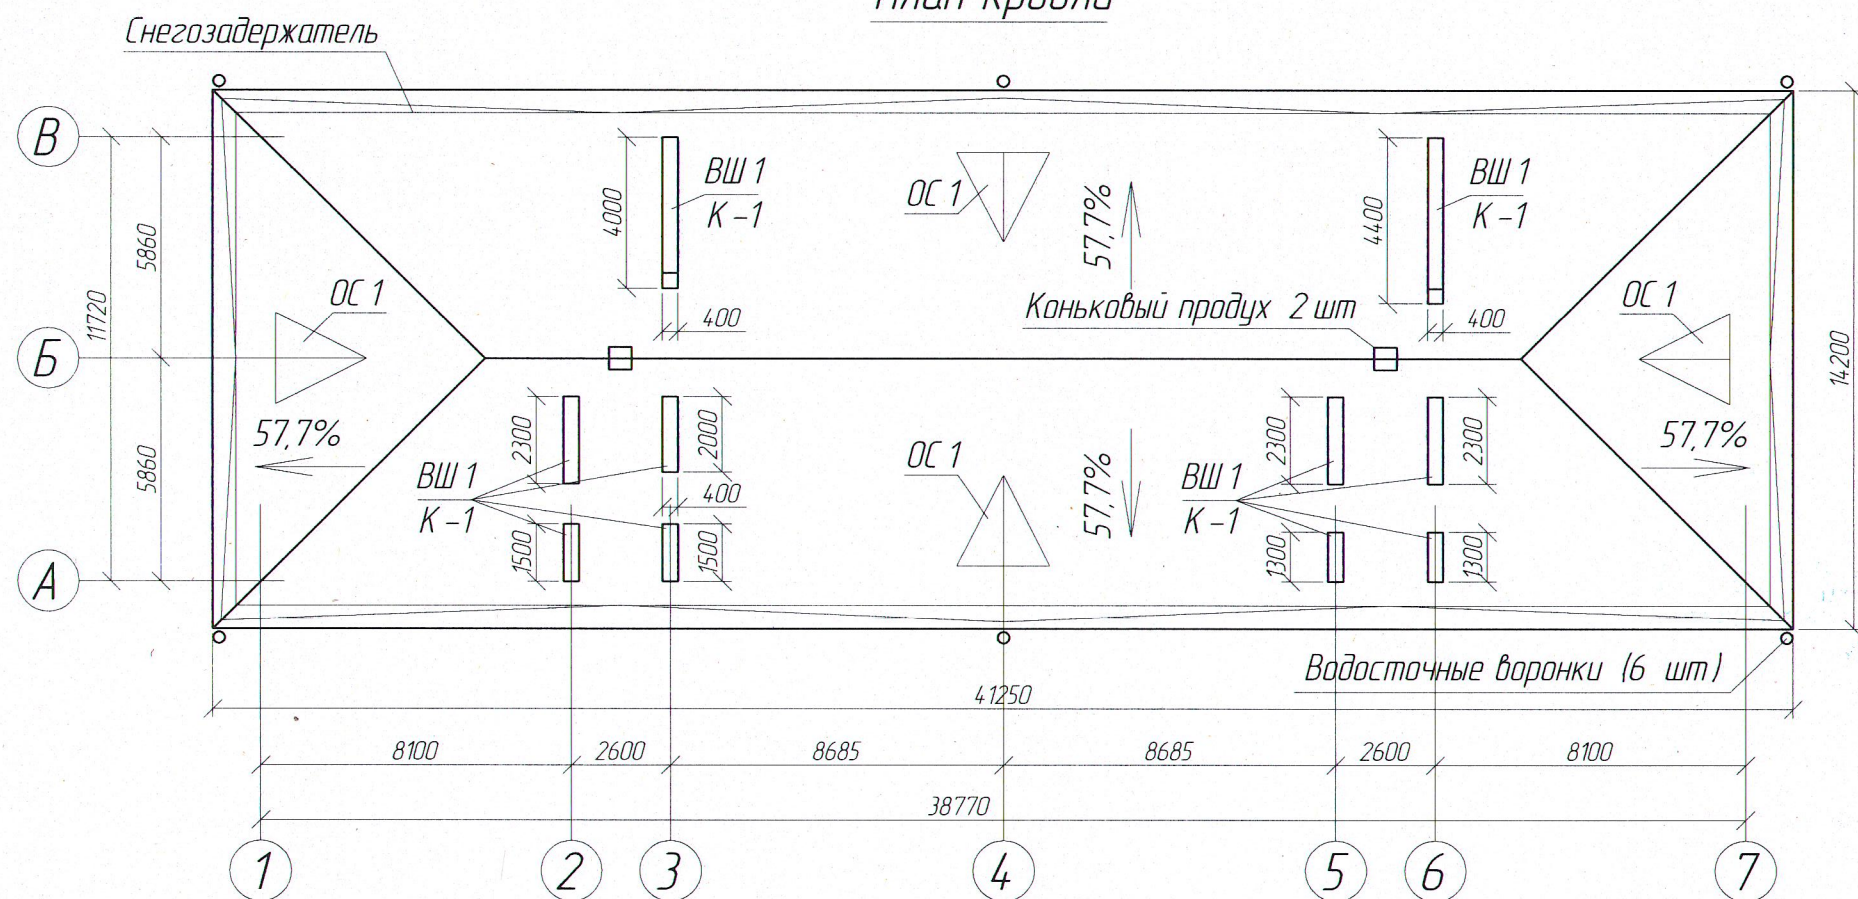 План кровли
Снегозадержатель
В
ВШ 1
К-1
ОС 1
57,7%
ВШ 1
К-1
4000
4400
5860
11720
ОС 1
400
Коньковый продух 2 шт
400
ОС 1
Б
14200
57,7%
2300
2000
ВШ 1
К-1
400
ОС 1
57,7%
2300
ВШ 1
К-1
2300
57,7%
5860
1500
1500
1300
1300
А
Водосточные воронки (6 шт)
41250
8100
2600
8685
8685
2600
8100
38770
1
2
3
4
5
6
7